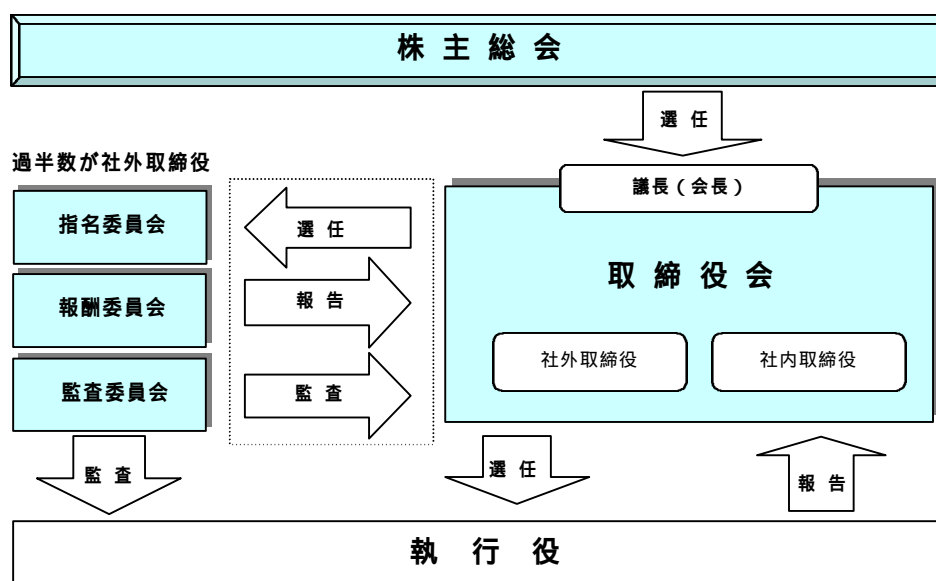 株 主 総 会
選 任
過半数が社外取締役
議長（会長）
指名委員会
選 任
取 締 役 会
報酬委員会
報 告
社外取締役
社内取締役
監査委員会
監 査
監 査
選 任
報 告
執 行 役